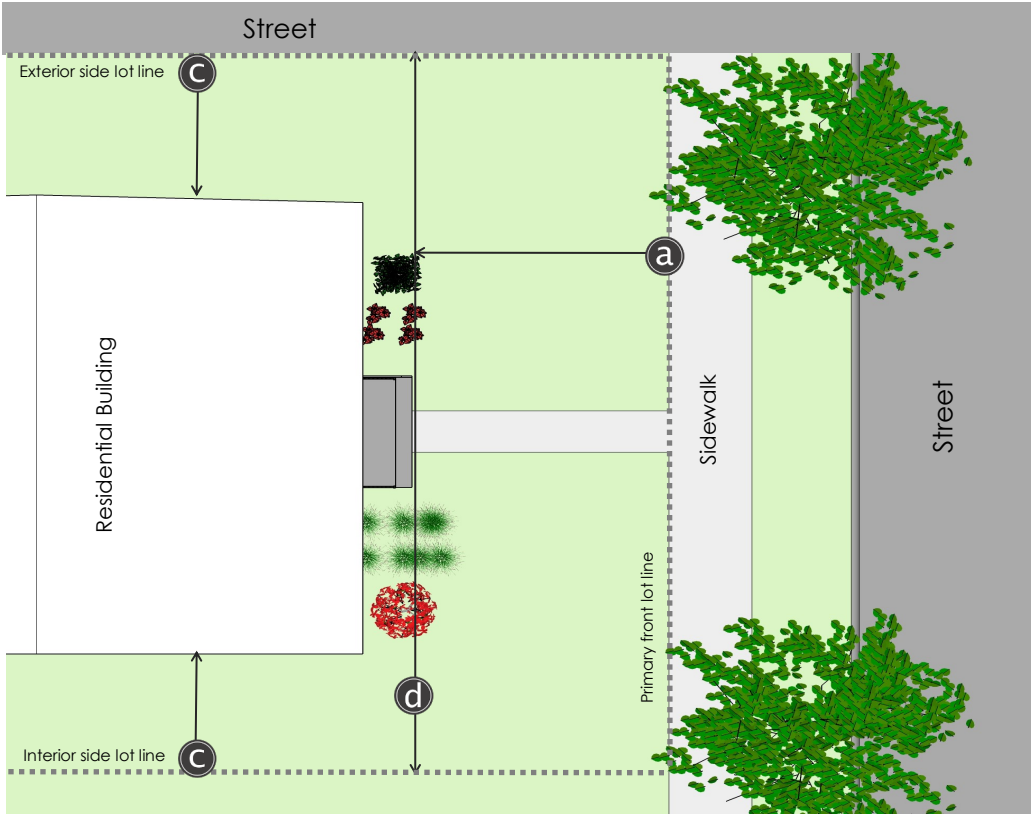 Street
Exterior side lot line
c
a
Residential Building
Sidewalk
Street
Primary front lot line
d
Interior side lot line
c